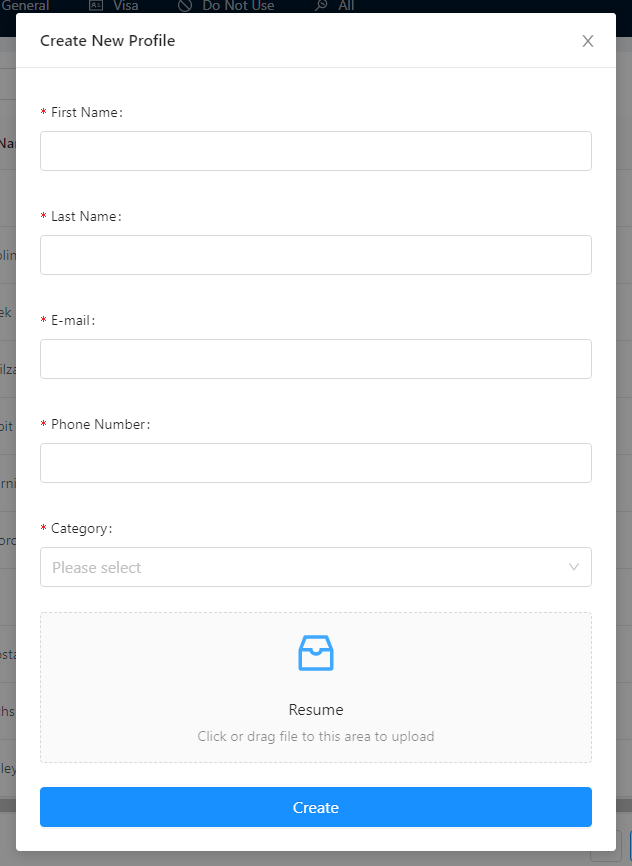 General Visa Do Not Use All
Create New Profile
* First Name:
* Last Name:
* E-mail:
* Phone Number:
* Category:
Please select
Resume
Click or drag file to this area to upload
Create